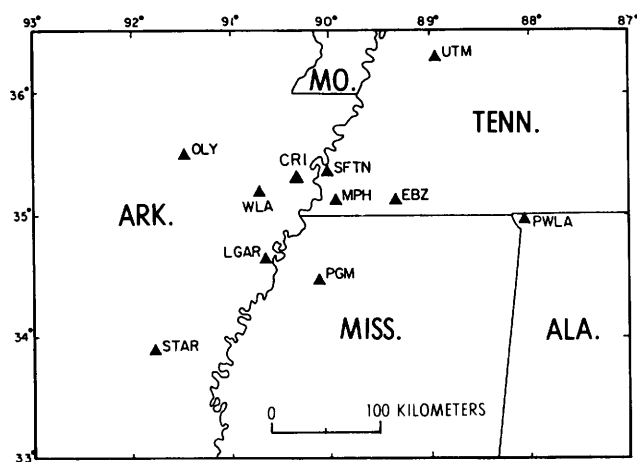 93° 92° 91° 90° 89° 88° 87°
36°
35°
34°
33°
UTM
MO.
TENN.
OLY
CRI
SFTN
WLA
MPH
EBZ
ARK.
PWLA
LGAR
PGM
MISS.
ALA.
STAR
0 100 KILOMETERS